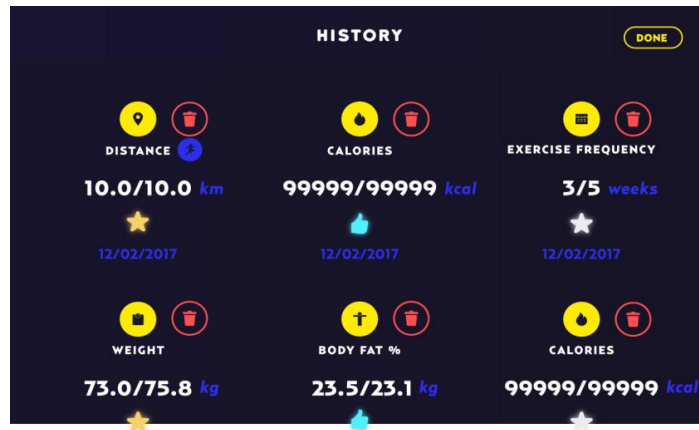 HISTORY
DONE
DISTANCE
CALORIES
EXERCISE FREQUENCY
10.0/10.0 km
99999/99999 kcal
3/5 weeks
12/02/2017
12/02/2017
12/02/2017
WEIGHT
BODY FAT %
CALORIES
73.0/75.8 kg
23.5/23.1 kg
99999/99999 kcal